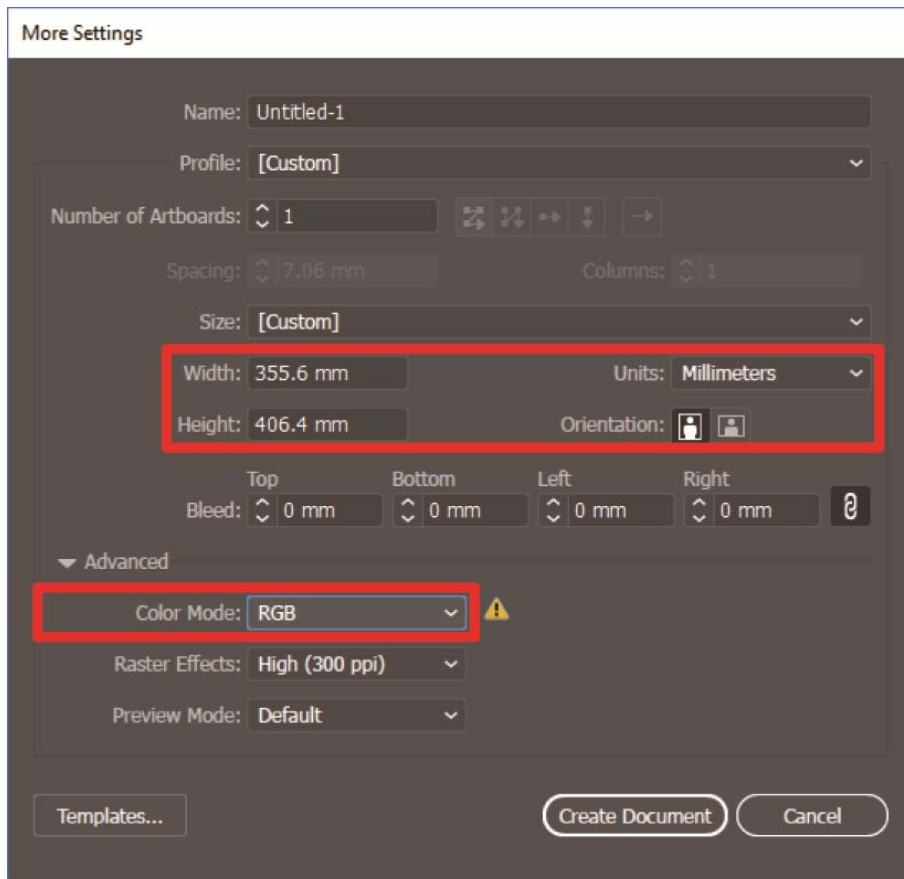 More Settings
Name: Untitled-1
Profile: [Custom]
Number of Artboards: 1
Spacing: 7.06 mm Columns: 1
Size: [Custom]
Width: 355.6 mm Units: Millimeters
Height: 406.4 mm Orientation:
Top Bottom Left Right
Bleed: 0 mm 0 mm 0 mm 0 mm
Advanced
Color Mode: RGB
Raster Effects: High (300 ppi)
Preview Mode: Default
Templates... Create Document Cancel